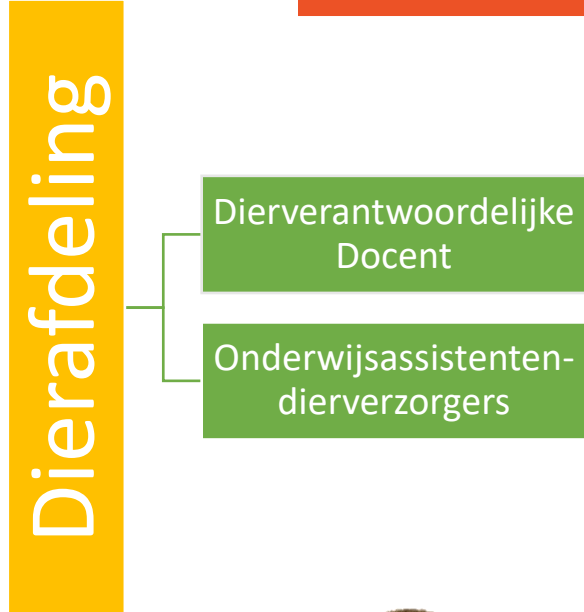 Dierafdeling
Dierverantwoordelijke
Docent
Onderwijsassistenten-
dierverzorgers